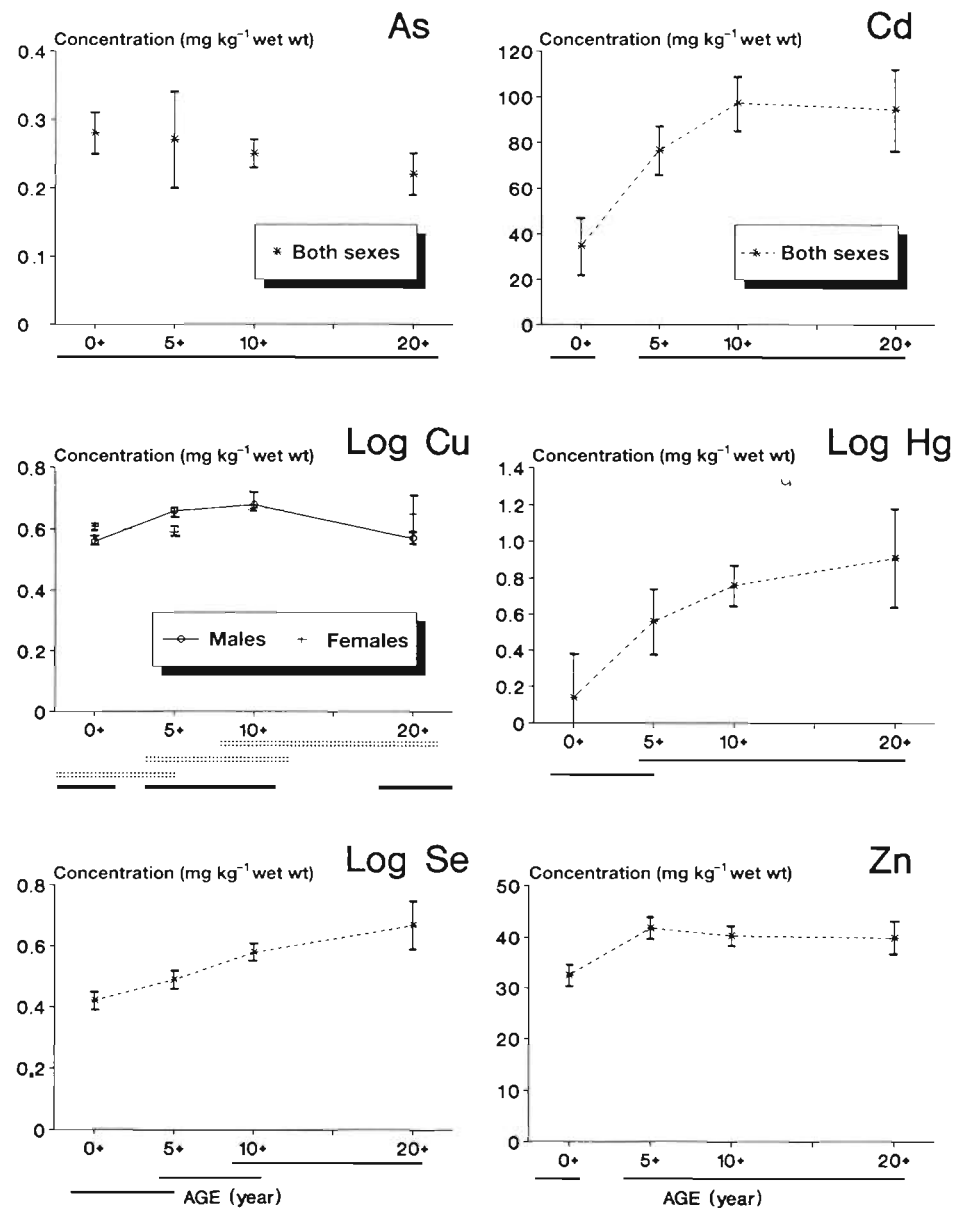 As
Concentration (mg kg⁻¹ wet wt)
0.4
0.3
0.2
0.1
0
Both sexes
0+ 5+ 10+ 20+
Cd
Concentration (mg kg⁻¹ wet wt)
120
100
80
60
40
20
0
Both sexes
0+ 5+ 10+ 20+
Log Cu
Concentration (mg kg⁻¹ wet wt)
0.8
0.6
0.4
0.2
0
Males Females
0+ 5+ 10+ 20+
Log Hg
Concentration (mg kg⁻¹ wet wt)
1.4
1.2
1.0
0.8
0.6
0.4
0.2
0
0+ 5+ 10+ 20+
Log Se
Concentration (mg kg⁻¹ wet wt)
0.8
0.6
0.4
0.2
0
0+ 5+ 10+ 20+
AGE (year)
Zn
Concentration (mg kg⁻¹ wet wt)
50
40
30
20
10
0
0+ 5+ 10+ 20+
AGE (year)